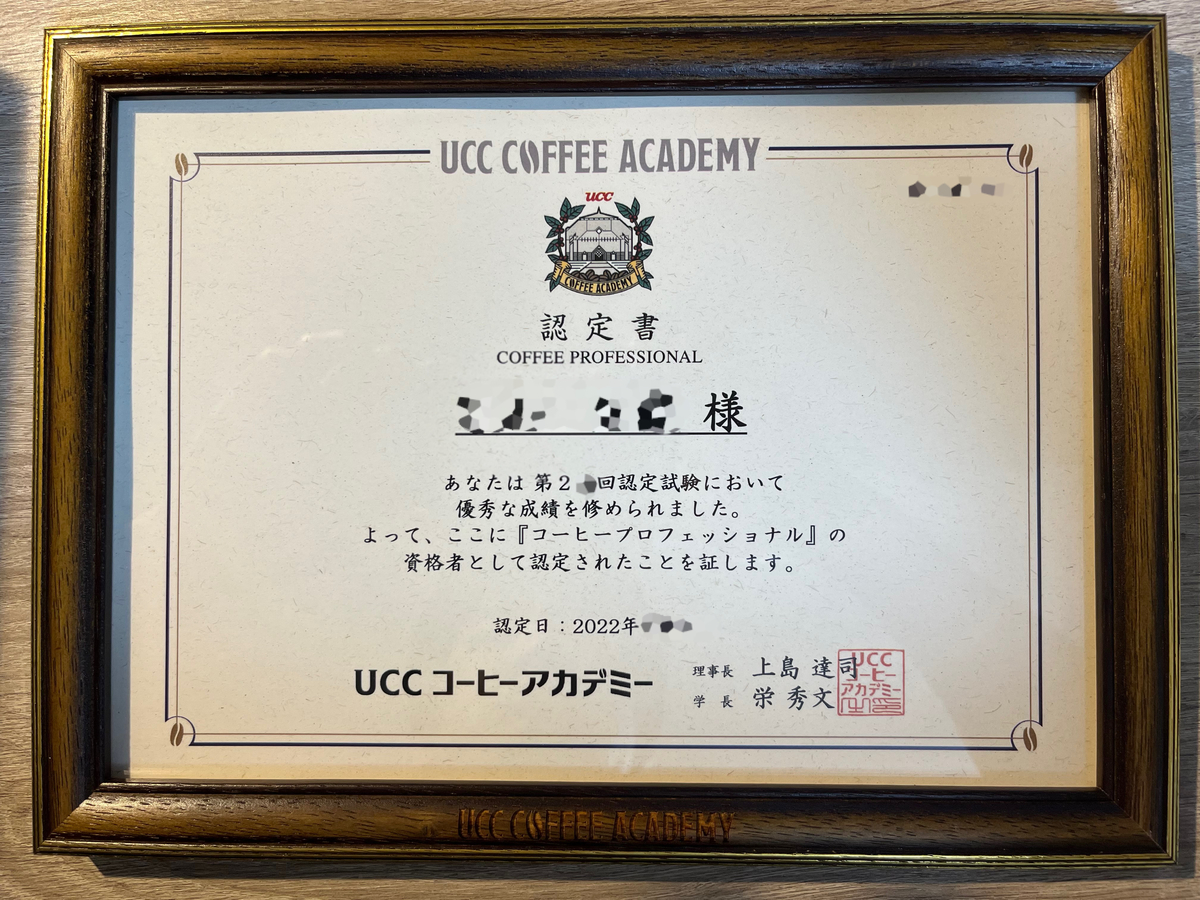 UCC COFFEE ACADEMY
ucc
COFFEE ACADEMY
認定書
COFFEE PROFESSIONAL
様
あなたは 第2回認定試験において
優秀な成績を修められました。
よって、ここに『コーヒープロフェッショナル』の
資格者として認定されたことを証します。
認定日：2022年
UCC コーヒーアカデミー
理事長 上島 達司
学 長 栄 秀文
UCC
コーヒー
アカデミー
之印
UCC COFFEE ACADEMY